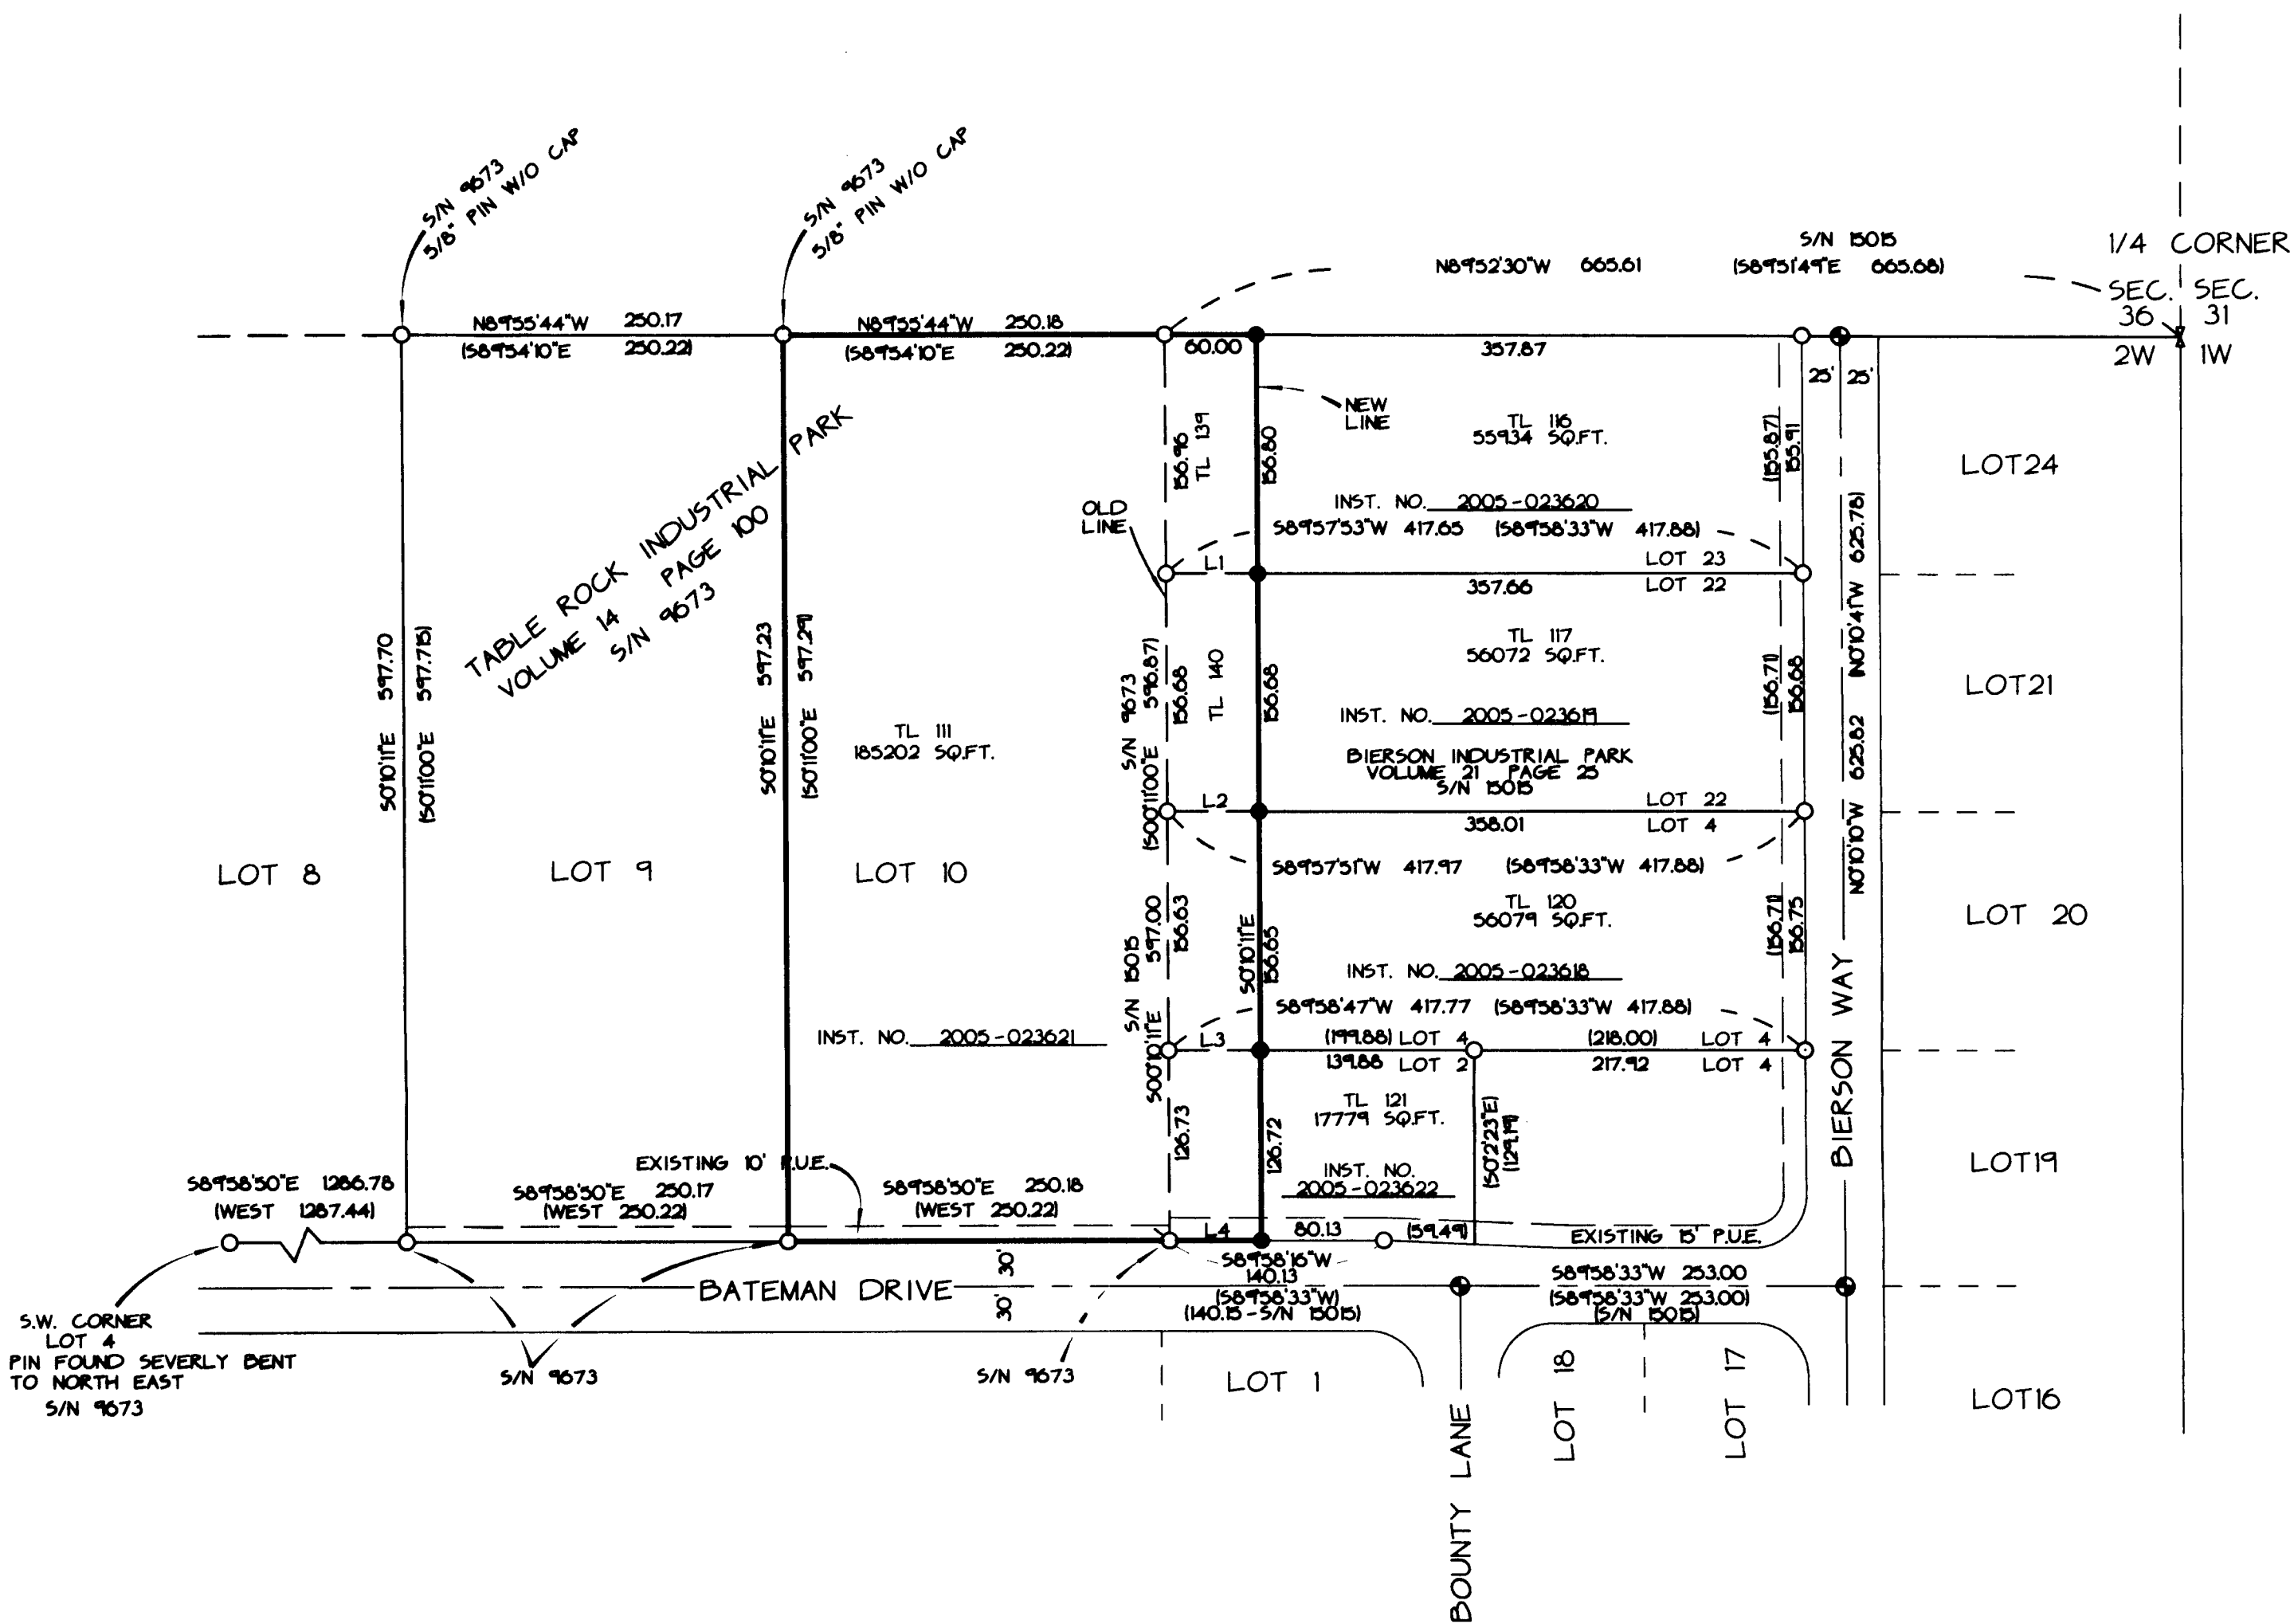 S/N 9673
5/8" PIN W/O CAP
S/N 9673
5/8" PIN W/O CAP
S/N 15015
N89°52'30"W 665.61
(S89°51'49"E 665.68)
1/4 CORNER
SEC. SEC.
36 31
2W 1W
N89°55'44"W 250.17
(S89°54'10"E 250.22)
N89°55'44"W 250.18
(S89°54'10"E 250.22)
60.00
357.87
25' 25'
NEW
LINE
TABLE ROCK INDUSTRIAL PARK
VOLUME 14 PAGE 100
S/N 9673
156.96
TL 139
156.80
TL 116
55934 SQ.FT.
(155.87)
155.91
LOT24
INST. NO. 2005-023620
OLD
LINE
S89°57'53"W 417.65 (S89°58'33"W 417.88)
L1
LOT 23
357.66 LOT 22
N0°10'10"W 625.82 (N0°10'41"W 625.78)
S0°10'11"E 597.70
(S0°11'00"E 597.715)
S0°10'11"E 597.23
(S0°11'00"E 597.29)
TL 111
185202 SQ.FT.
S/N 9673
(S00°11'00"E 596.87)
156.68
TL 140
156.68
TL 117
56072 SQ.FT.
(156.71)
156.68
LOT21
INST. NO. 2005-023619
BIERSON INDUSTRIAL PARK
VOLUME 21 PAGE 25
S/N 15015
L2
LOT 22
358.01 LOT 4
S89°57'51"W 417.97 (S89°58'33"W 417.88)
LOT 8
LOT 9
LOT 10
S/N 15015
S00°10'11"E 597.00
156.63
S0°10'11"E
156.65
TL 120
56079 SQ.FT.
(156.71)
156.75
LOT 20
INST. NO. 2005-023618
S89°58'47"W 417.77 (S89°58'33"W 417.88)
INST. NO. 2005-023621
L3
(199.88) LOT 4
139.88 LOT 2
(218.00) LOT 4
217.92 LOT 4
BIERSON WAY
126.73
126.72
TL 121
17779 SQ.FT.
(S0°2'23"E)
(129.19)
INST. NO.
2005-023622
LOT19
EXISTING 10' P.U.E.
S89°58'50"E 1286.78
(WEST 1287.44)
S89°58'50"E 250.17
(WEST 250.22)
S89°58'50"E 250.18
(WEST 250.22)
L4
80.13
(59.49)
EXISTING 15' P.U.E.
S89°58'16"W
140.13
(S89°58'33"W)
(140.15-S/N 15015)
S89°58'33"W 253.00
(S89°58'33"W 253.00)
(S/N 15015)
30'
30'
BATEMAN DRIVE
S.W. CORNER
LOT 4
PIN FOUND SEVERLY BENT
TO NORTH EAST
S/N 9673
S/N 9673
S/N 9673
LOT 1
BOUNTY LANE
LOT 18
LOT 17
LOT16